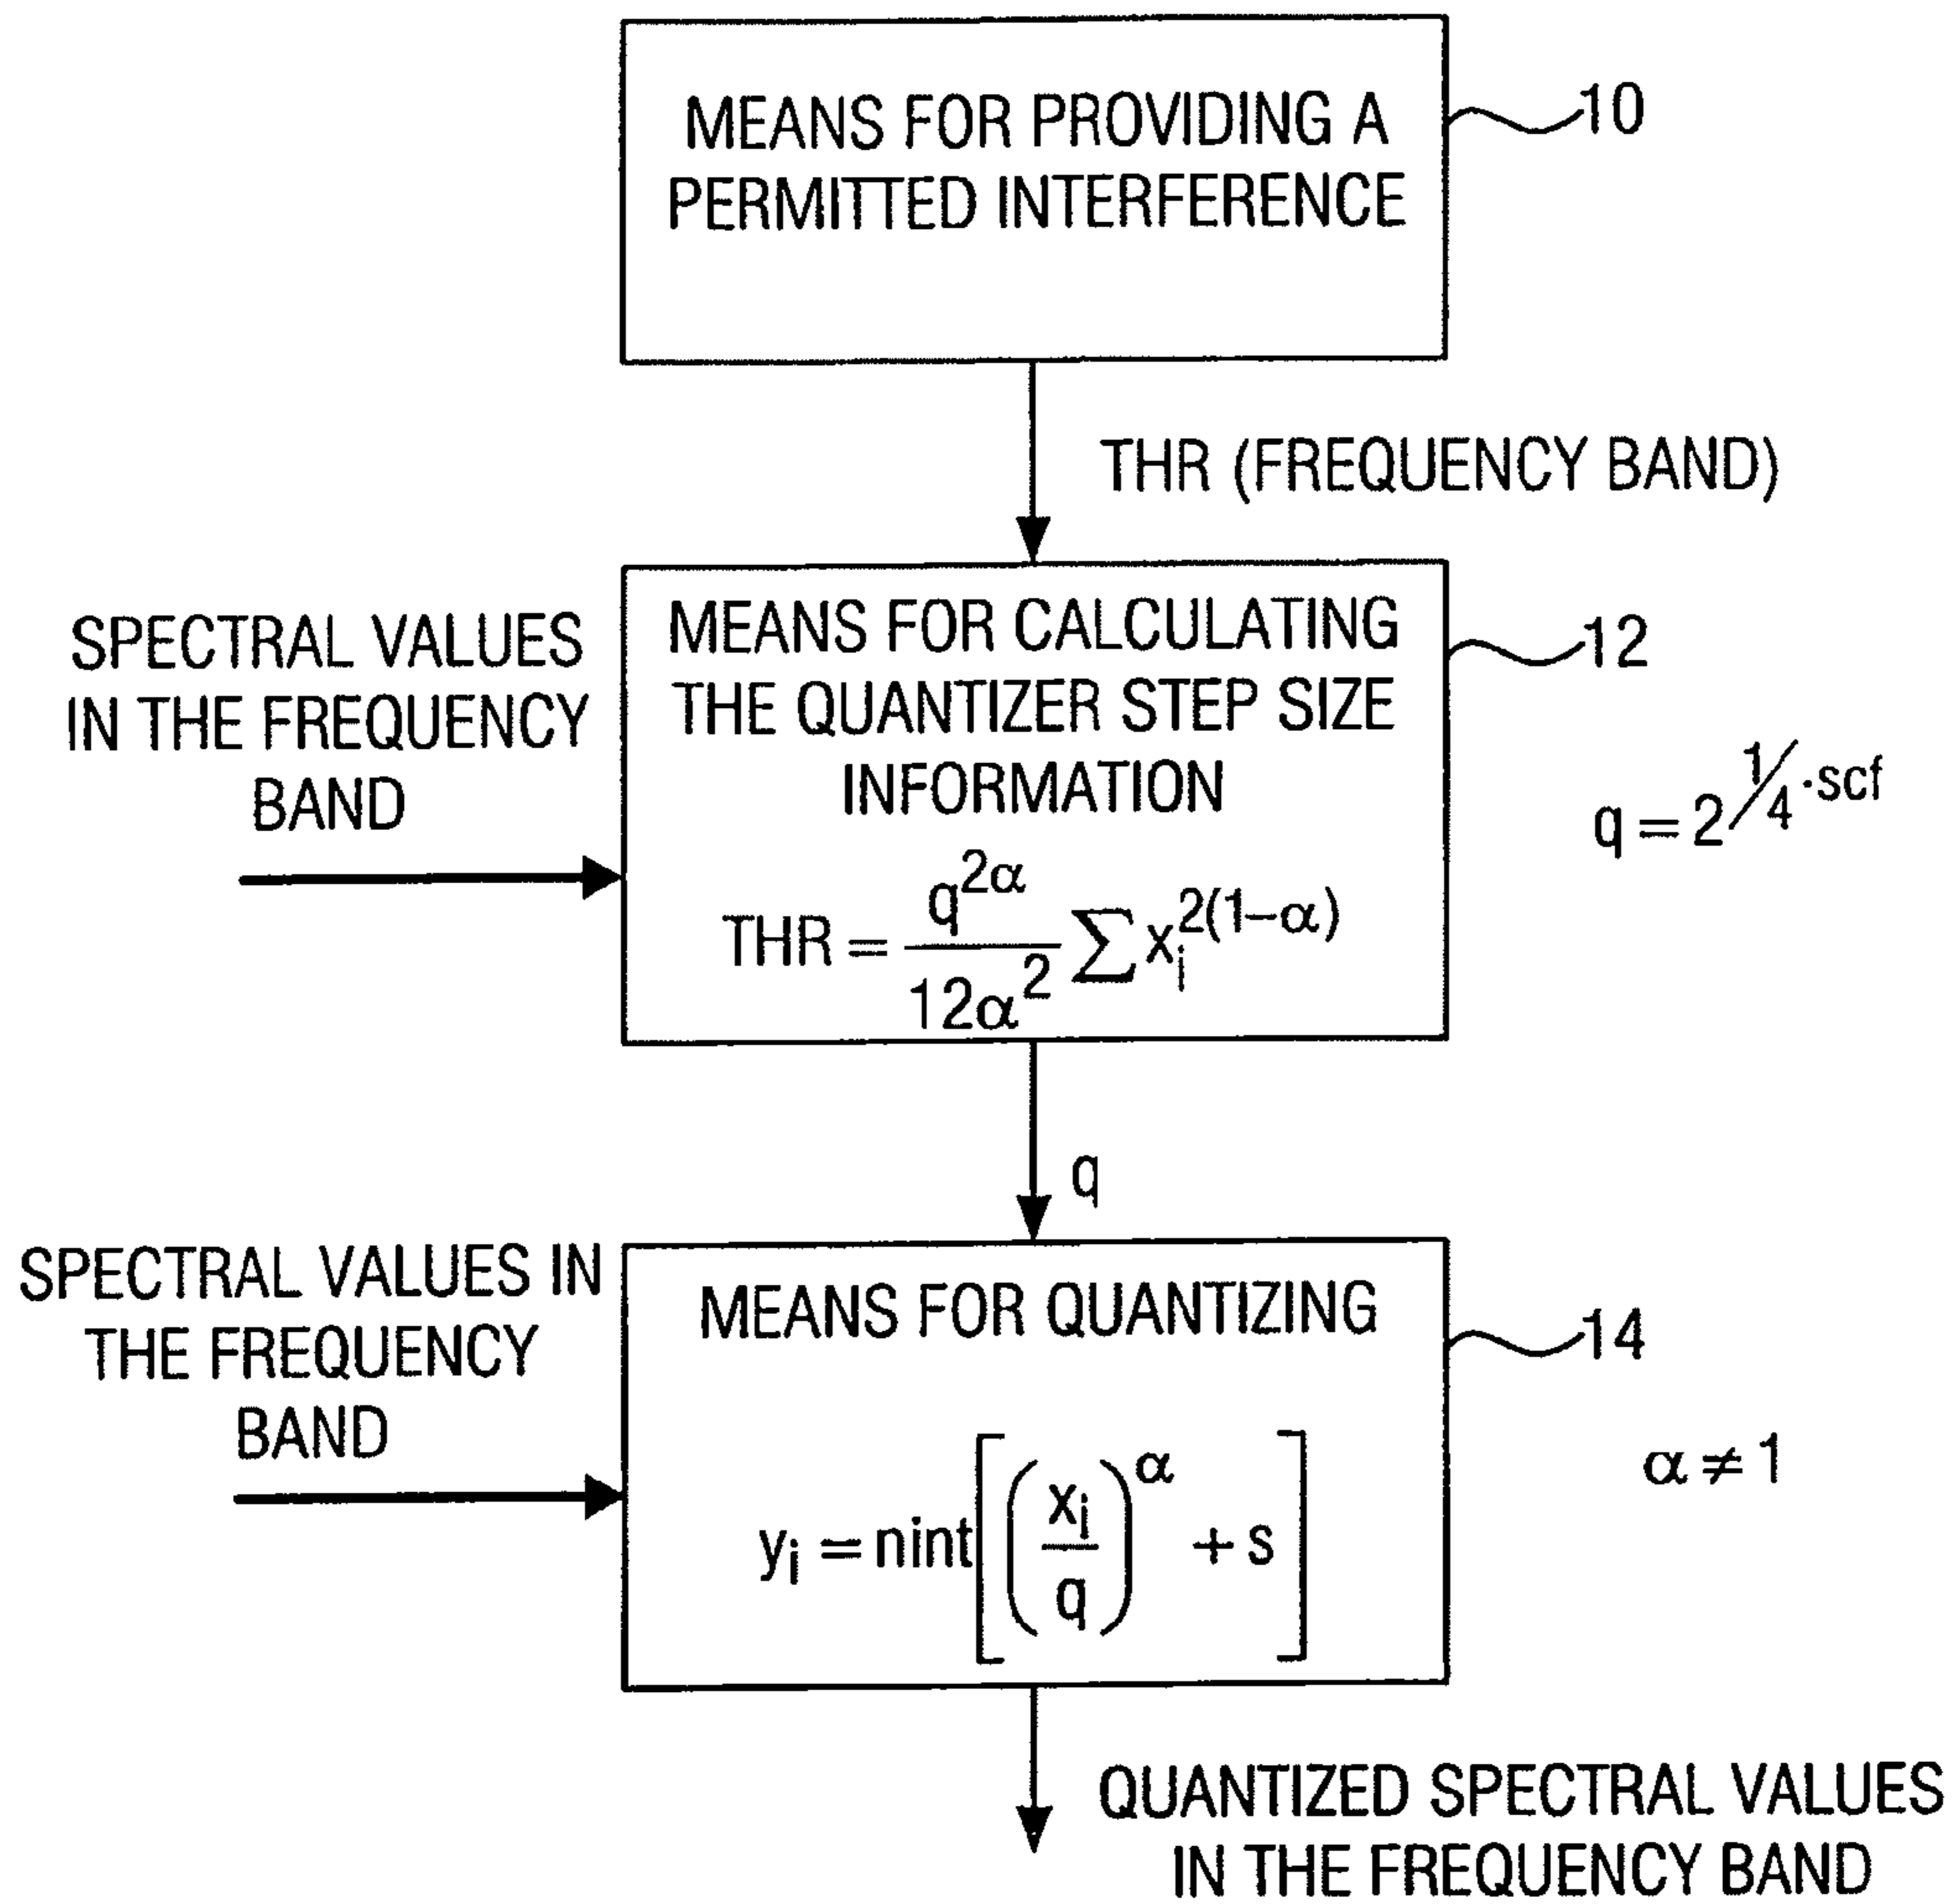 MEANS FOR PROVIDING A
PERMITTED INTERFERENCE
10
THR (FREQUENCY BAND)
SPECTRAL VALUES
IN THE FREQUENCY
BAND
MEANS FOR CALCULATING
THE QUANTIZER STEP SIZE
INFORMATION
THR = \frac{q^{2α}}{12α^2} ∑ x_i^{2(1–α)}
12
q = 2^{1/4 · scf}
q
SPECTRAL VALUES IN
THE FREQUENCY
BAND
MEANS FOR QUANTIZING
y_i = nint[(\frac{x_i}{q})^α + s]
14
α ≠ 1
QUANTIZED SPECTRAL VALUES
IN THE FREQUENCY BAND